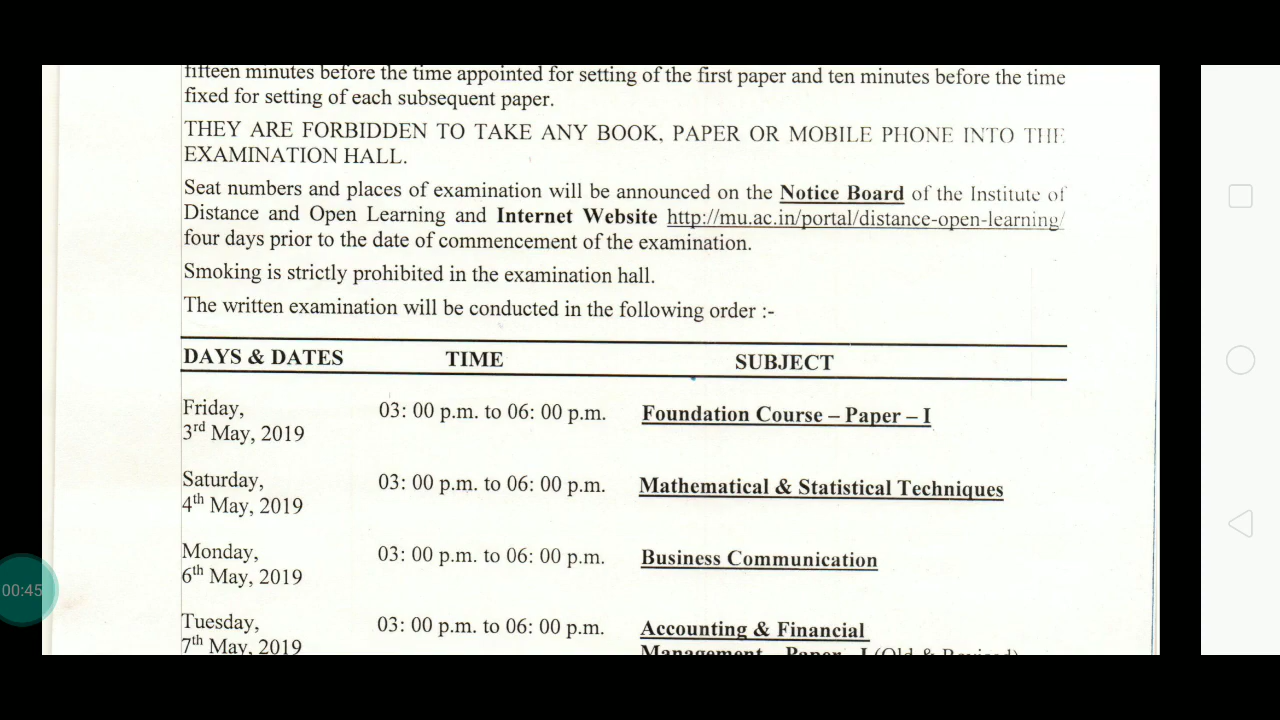 fifteen minutes before the time appointed for setting of the first paper and ten minutes before the time
fixed for setting of each subsequent paper.
THEY ARE FORBIDDEN TO TAKE ANY BOOK, PAPER OR MOBILE PHONE INTO THE
EXAMINATION HALL.
Seat numbers and places of examination will be announced on the Notice Board of the Institute of
Distance and Open Learning and Internet Website http://mu.ac.in/portal/distance-open-learning/
four days prior to the date of commencement of the examination.
Smoking is strictly prohibited in the examination hall.
The written examination will be conducted in the following order :-
DAYS & DATES TIME SUBJECT
Friday, 03: 00 p.m. to 06: 00 p.m. Foundation Course – Paper – I
3rd May, 2019
Saturday, 03: 00 p.m. to 06: 00 p.m. Mathematical & Statistical Techniques
4th May, 2019
Monday, 03: 00 p.m. to 06: 00 p.m. Business Communication
6th May, 2019
Tuesday, 03: 00 p.m. to 06: 00 p.m. Accounting & Financial
7th May, 2019 Management – Paper – I (Old & Revised)
00:45